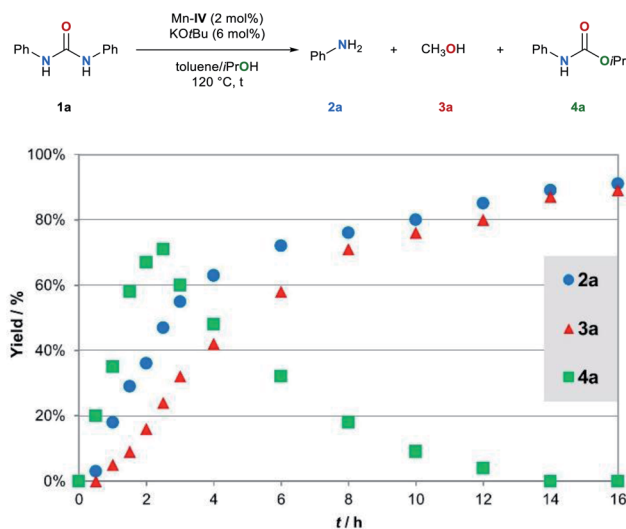 O
Ph N H N H Ph
1a
Mn-IV (2 mol%)
KOtBu (6 mol%)
toluene/iPrOH
120 °C, t
Ph NH2
2a
+
CH3OH
3a
+
O
Ph N H OiPr
4a
100%
80%
60%
40%
20%
0%
Yield / %
0 2 4 6 8 10 12 14 16
t / h
2a
3a
4a